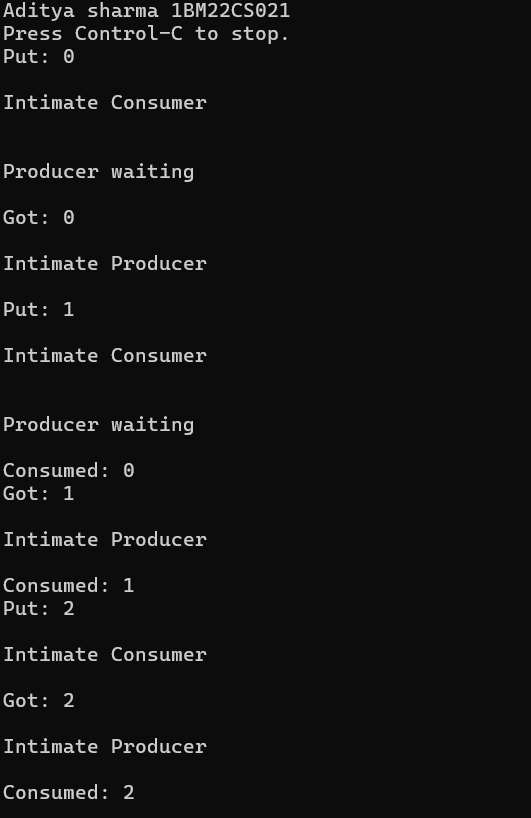 Aditya sharma 1BM22CS021
Press Control-C to stop.
Put: 0
Intimate Consumer
Producer waiting
Got: 0
Intimate Producer
Put: 1
Intimate Consumer
Producer waiting
Consumed: 0
Got: 1
Intimate Producer
Consumed: 1
Put: 2
Intimate Consumer
Got: 2
Intimate Producer
Consumed: 2